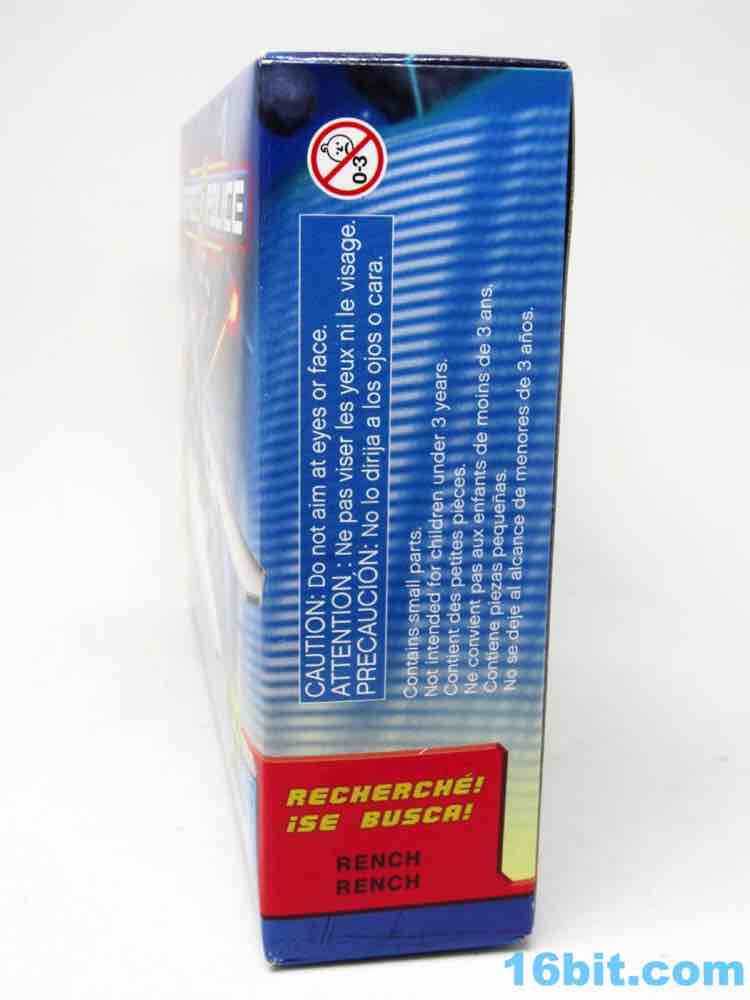 0-3
CAUTION: Do not aim at eyes or face.
ATTENTION : Ne pas viser les yeux ni le visage.
PRECAUCIÓN: No lo dirija a los ojos o cara.
Contains small parts.
Not intended for children under 3 years.
Contient des petites pièces.
Ne convient pas aux enfants de moins de 3 ans.
Contiene piezas pequeñas.
No se deje al alcance de menores de 3 años.
RECHERCHÉ!
¡SE BUSCA!
RENCH
RENCH
16bit.com